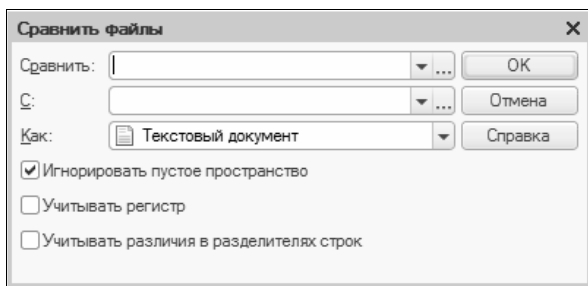 Сравнить файлы
Сравнить: ... OK
С: ... Отмена
Как: Текстовый документ Справка
Игнорировать пустое пространство
Учитывать регистр
Учитывать различия в разделителях строк